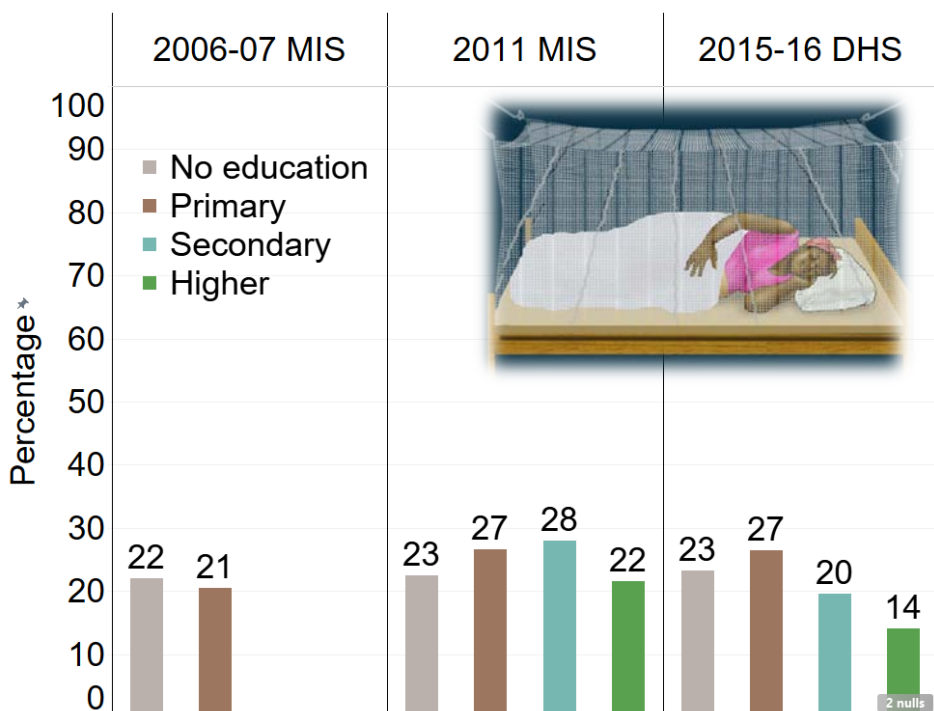 2006-07 MIS
2011 MIS
2015-16 DHS
Percentage
100
90
80
70
60
50
40
30
20
10
0
No education
Primary
Secondary
Higher
22
21
23
27
28
22
23
27
20
14
2 nulls